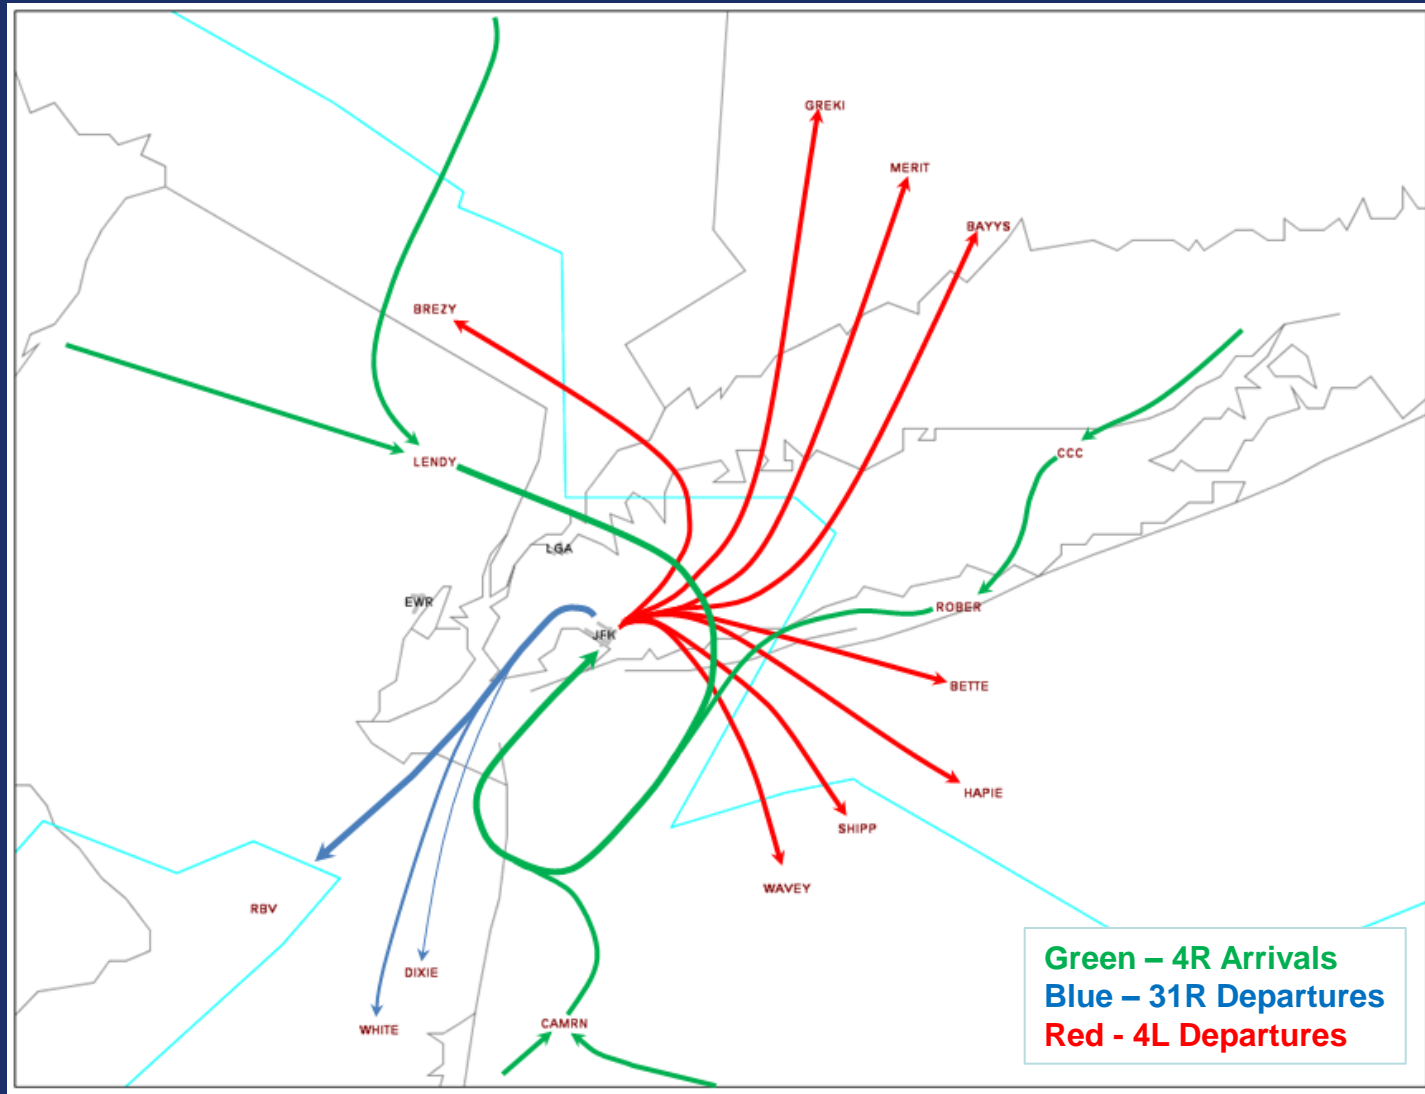 GREKI
MERIT
BAYYS
BREZY
CCC
LENDY
LGA
EWR
ROBER
JFK
BETTE
HAPIE
SHIPP
WAVEY
RBV
DIXIE
CAMRN
WHITE
Green – 4R Arrivals
Blue – 31R Departures
Red - 4L Departures